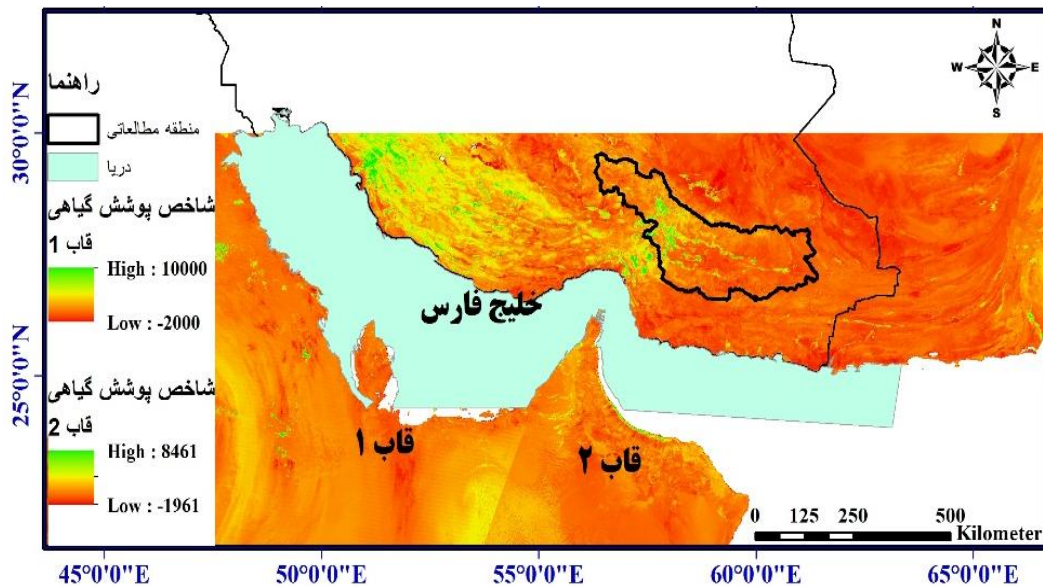 N
W E
S
30°0'0"N
25°0'0"N
راهنما
منطقه مطالعاتی
دریا
شاخص پوشش گیاهی
قاب 1
High : 10000
Low : -2000
شاخص پوشش گیاهی
قاب 2
High : 8461
Low : -1961
خلیج فارس
قاب ۱
قاب ۲
0 125 250 500
Kilometer
45°0'0"E 50°0'0"E 55°0'0"E 60°0'0"E 65°0'0"E